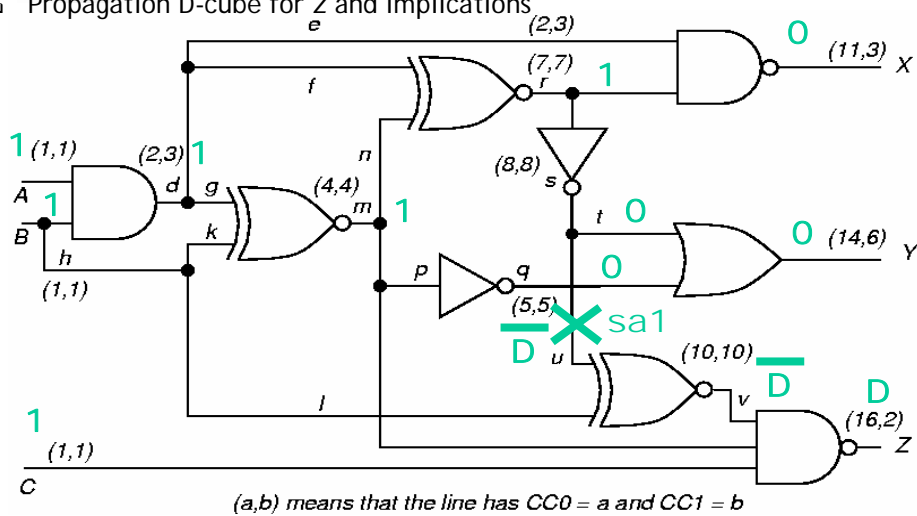 Propagation D-cube for Z and Implications
e
(2,3)
0
(11,3)
X
(7,7)
r
1
f
1
(1,1)
A
(2,3)
1
n
(8,8)
s
1
B
d
g
(4,4)
m
1
t
0
0
(14,6)
Y
k
h
(1,1)
p
q
0
(5,5)
sa1
D
u
(10,10)
D
v
D
(16,2)
Z
l
1
(1,1)
C
(a,b) means that the line has CC0 = a and CC1 = b